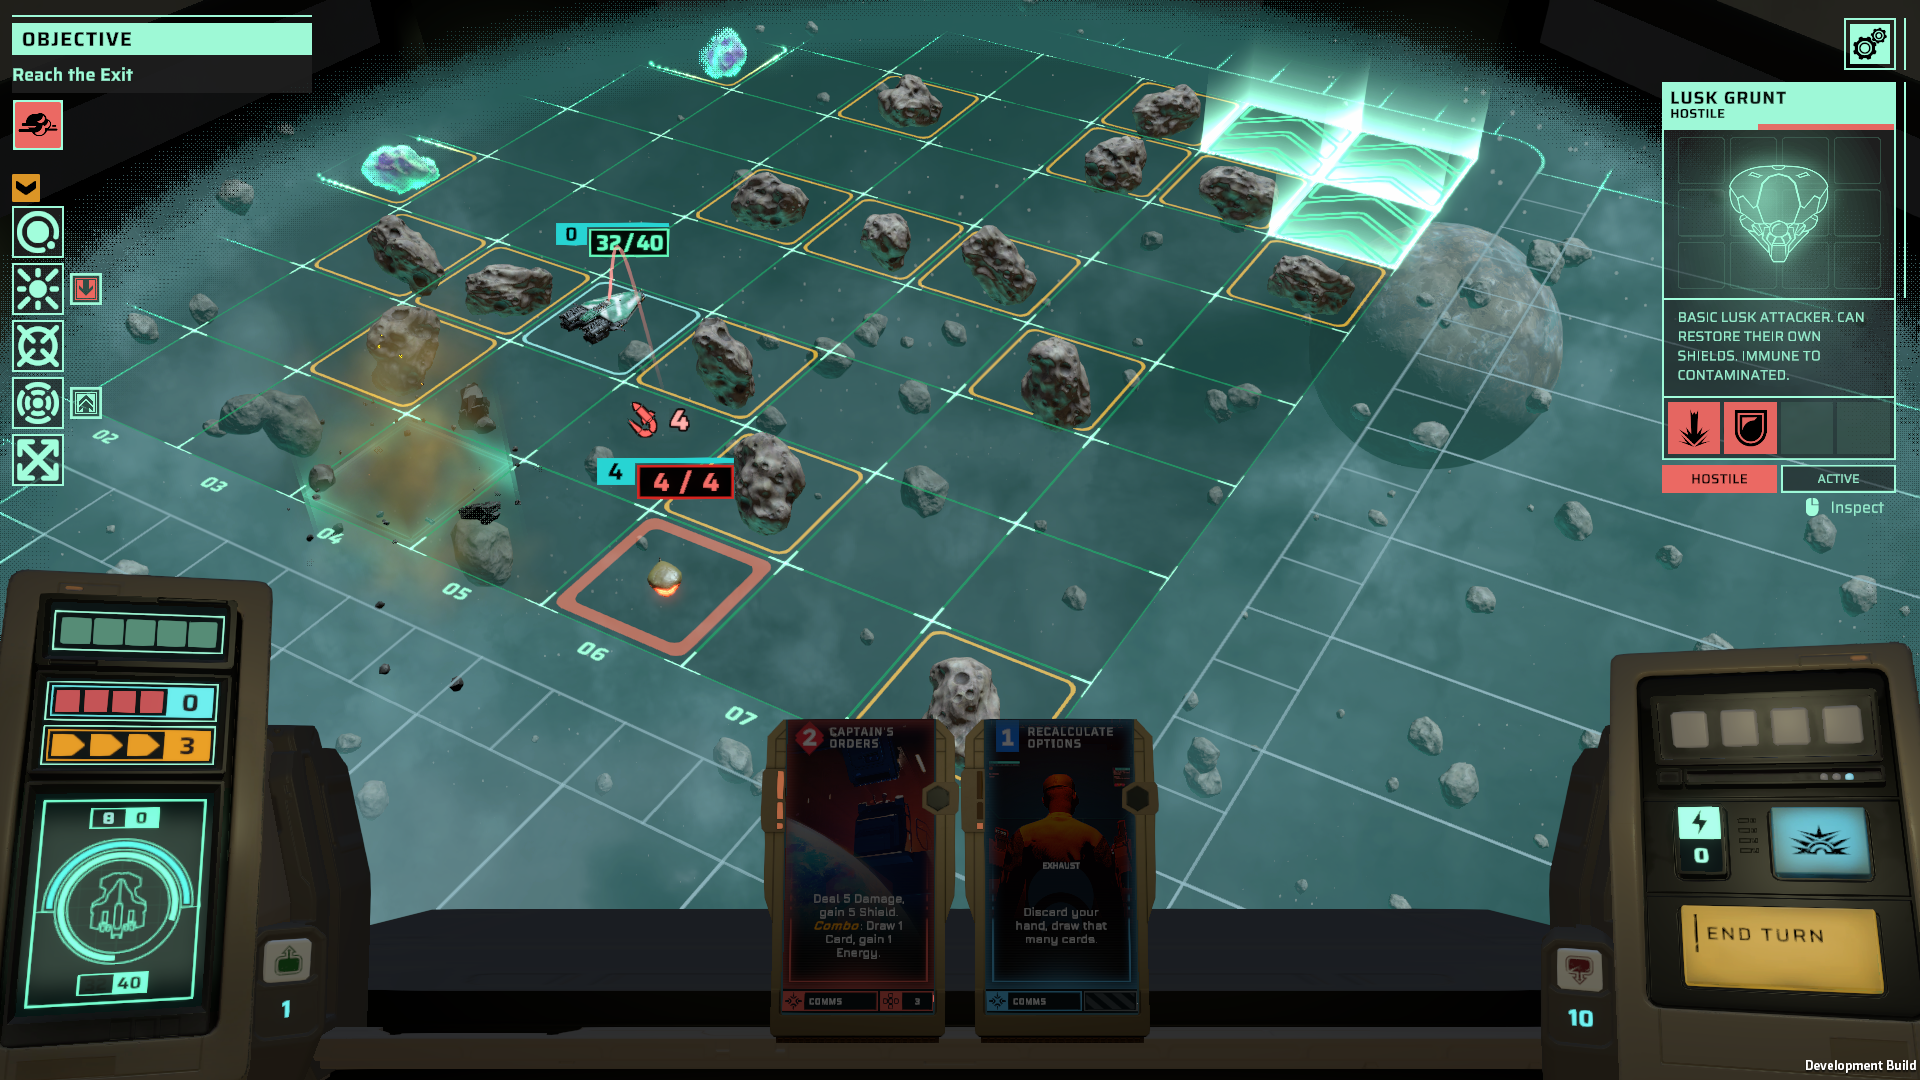 OBJECTIVE
Reach the Exit
LUSK GRUNT
HOSTILE
BASIC LUSK ATTACKER. CAN
RESTORE THEIR OWN
SHIELDS. IMMUNE TO
CONTAMINATED.
HOSTILE
ACTIVE
Inspect
0
32/40
4
4
4 / 4
02
03
04
05
06
07
0
3
8 0
40
1
2
CAPTAIN'S
ORDERS
Deal 5 Damage,
gain 5 Shield.
Combo: Draw 1
Card, gain 1
Energy.
COMMS
3
1
RECALCULATE
OPTIONS
EXHAUST
Discard your
hand, draw that
many cards.
COMMS
0
END TURN
10
Development Build